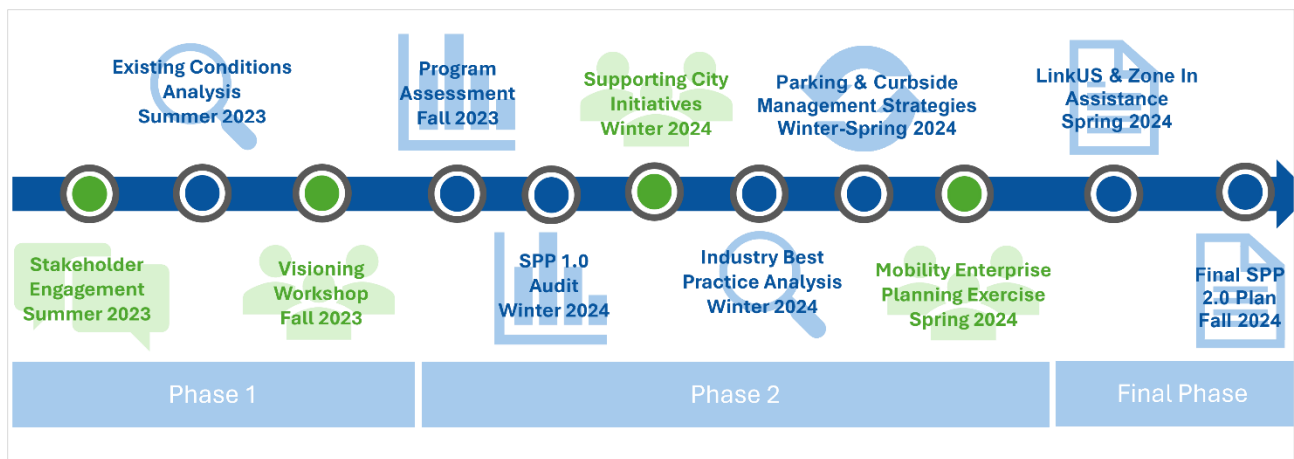 Existing Conditions
Analysis
Summer 2023
Program
Assessment
Fall 2023
Supporting City
Initiatives
Winter 2024
Parking & Curbside
Management Strategies
Winter-Spring 2024
LinkUS & Zone In
Assistance
Spring 2024
Stakeholder
Engagement
Summer 2023
Visioning
Workshop
Fall 2023
SPP 1.0
Audit
Winter 2024
Industry Best
Practice Analysis
Winter 2024
Mobility Enterprise
Planning Exercise
Spring 2024
Final SPP
2.0 Plan
Fall 2024
Phase 1
Phase 2
Final Phase